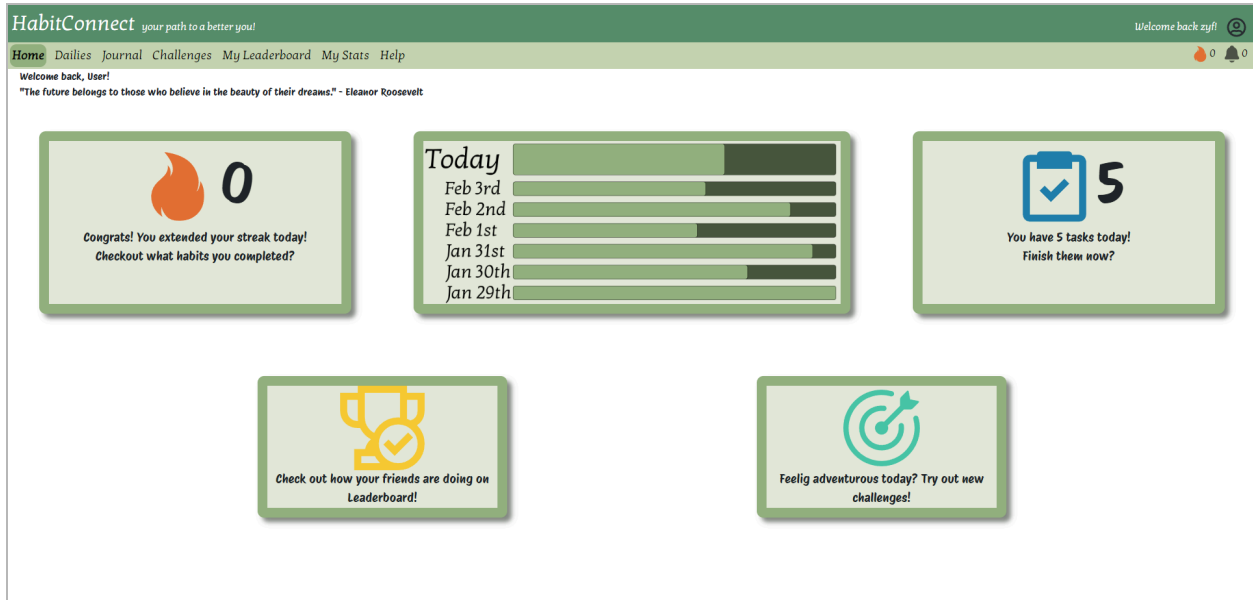 HabitConnect your path to a better you!
Welcome back zyf!
Home Dailies Journal Challenges My Leaderboard My Stats Help
0 0
Welcome back, User!
"The future belongs to those who believe in the beauty of their dreams." - Eleanor Roosevelt
0
Congrats! You extended your streak today!
Checkout what habits you completed?
Today
Feb 3rd
Feb 2nd
Feb 1st
Jan 31st
Jan 30th
Jan 29th
5
You have 5 tasks today!
Finish them now?
Check out how your friends are doing on
Leaderboard!
Feelig adventurous today? Try out new
challenges!